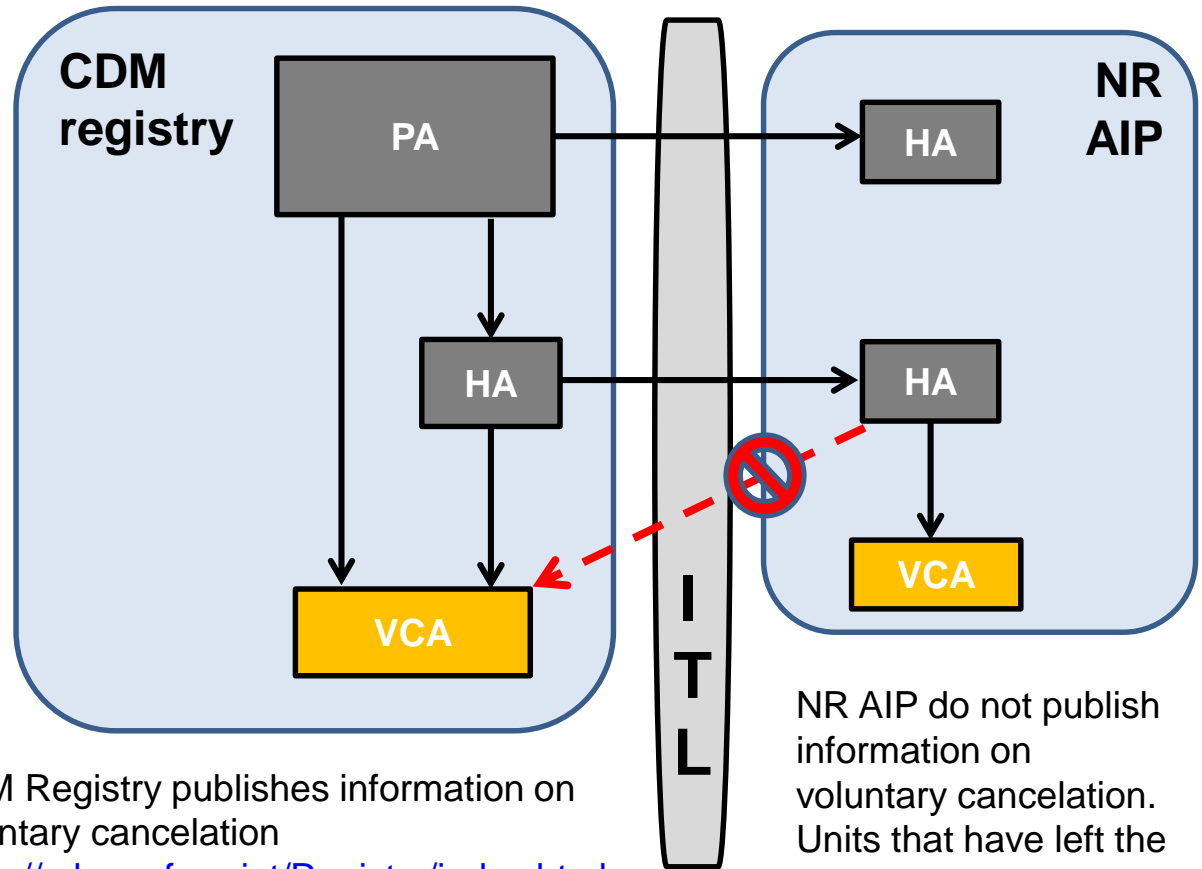 CDM
registry
PA
HA
VCA
I
T
L
NR
AIP
HA
HA
VCA
Registry publishes information on
cancelation
NR AIP do not publish
information on
voluntary cancelation.
Units that have left the